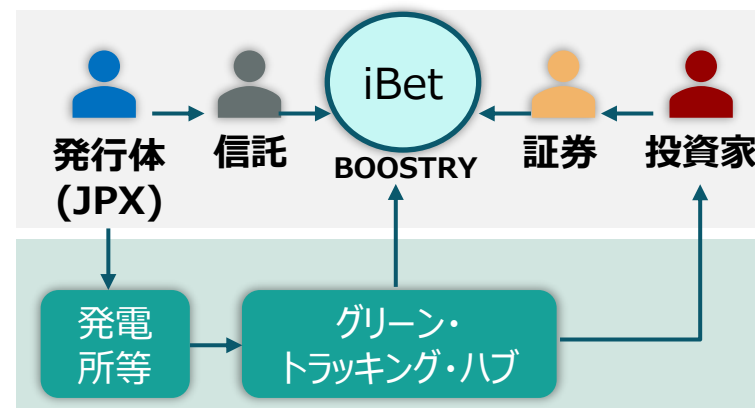 iBet
発行体
(JPX)
信託
BOOSTRY
証券
投資家
発電
所等
グリーン・
トラッキング・ハブ